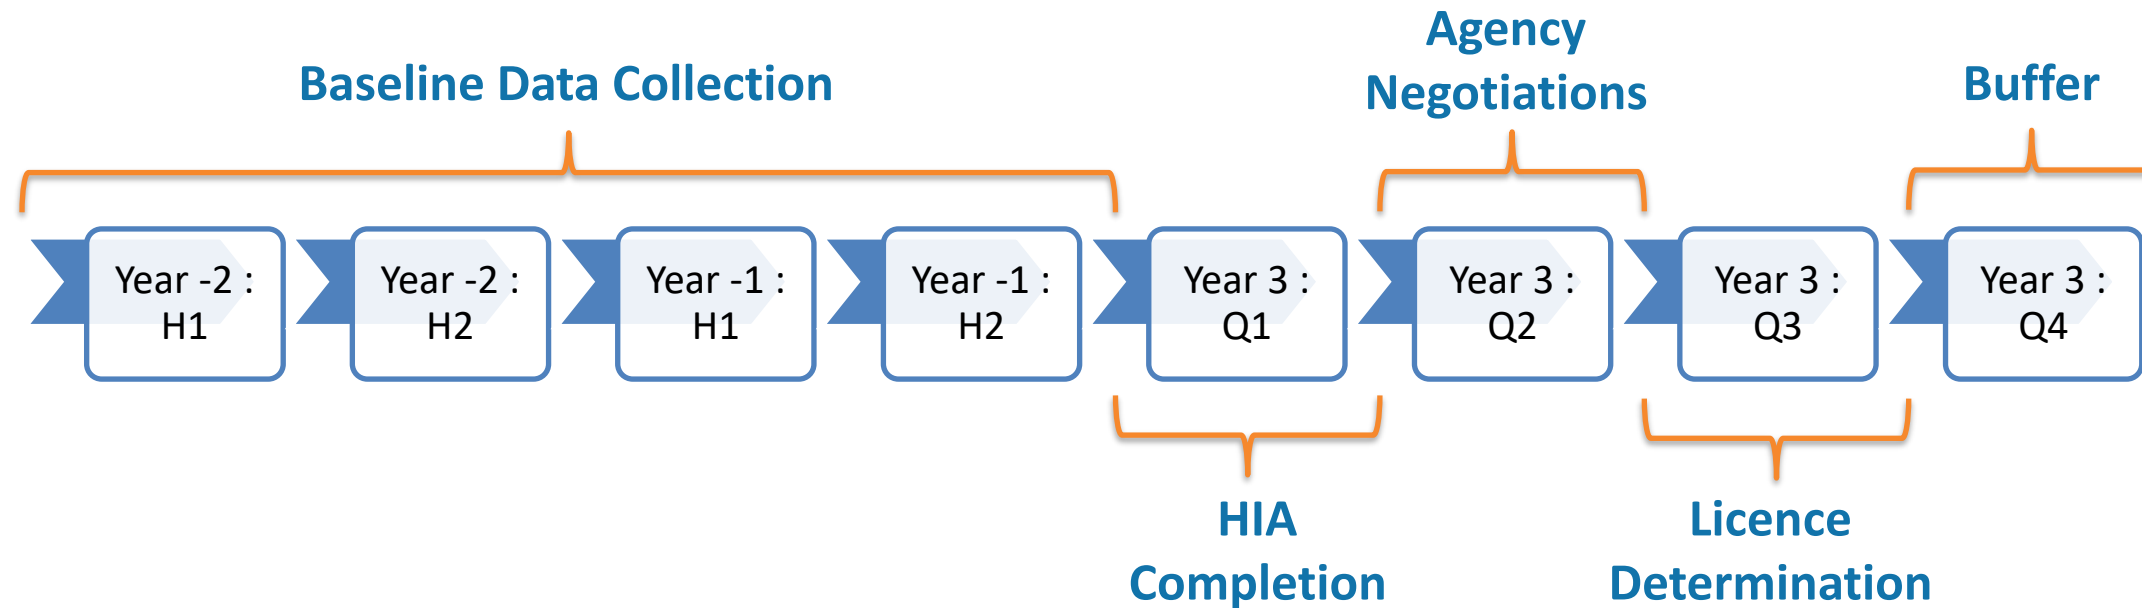 Baseline Data Collection
Agency
Negotiations
Buffer
Year -2 :
H1
Year -2 :
H2
Year -1 :
H1
Year -1 :
H2
Year 3 :
Q1
Year 3 :
Q2
Year 3 :
Q3
Year 3 :
Q4
HIA
Completion
Licence
Determination